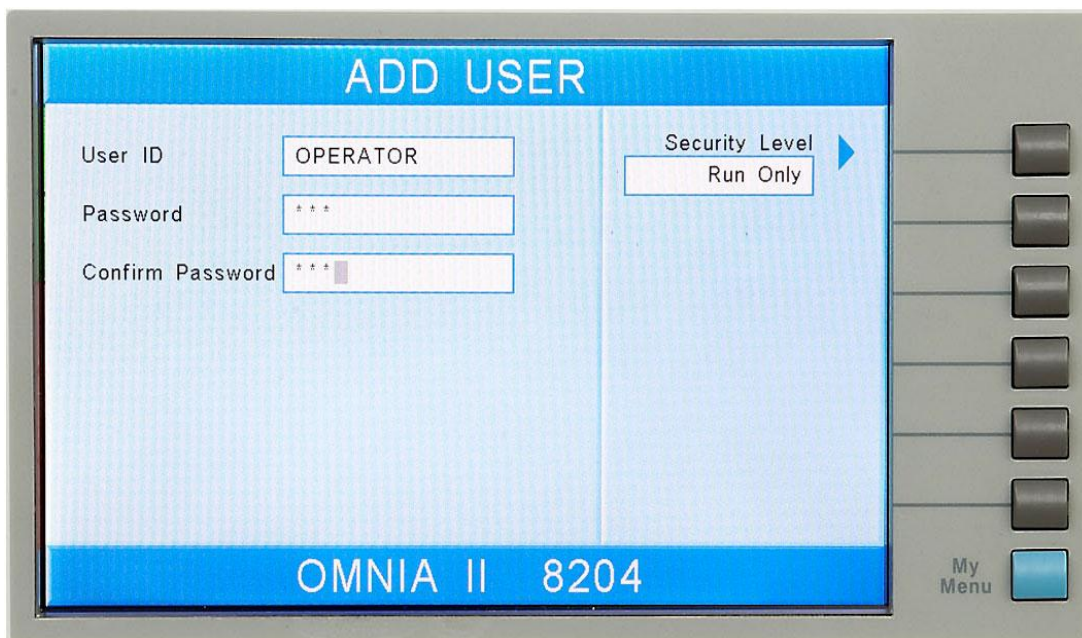 ADD USER
User ID
OPERATOR
Password
* * *
Confirm Password
* * *
Security Level
Run Only
OMNIA II 8204
My
Menu